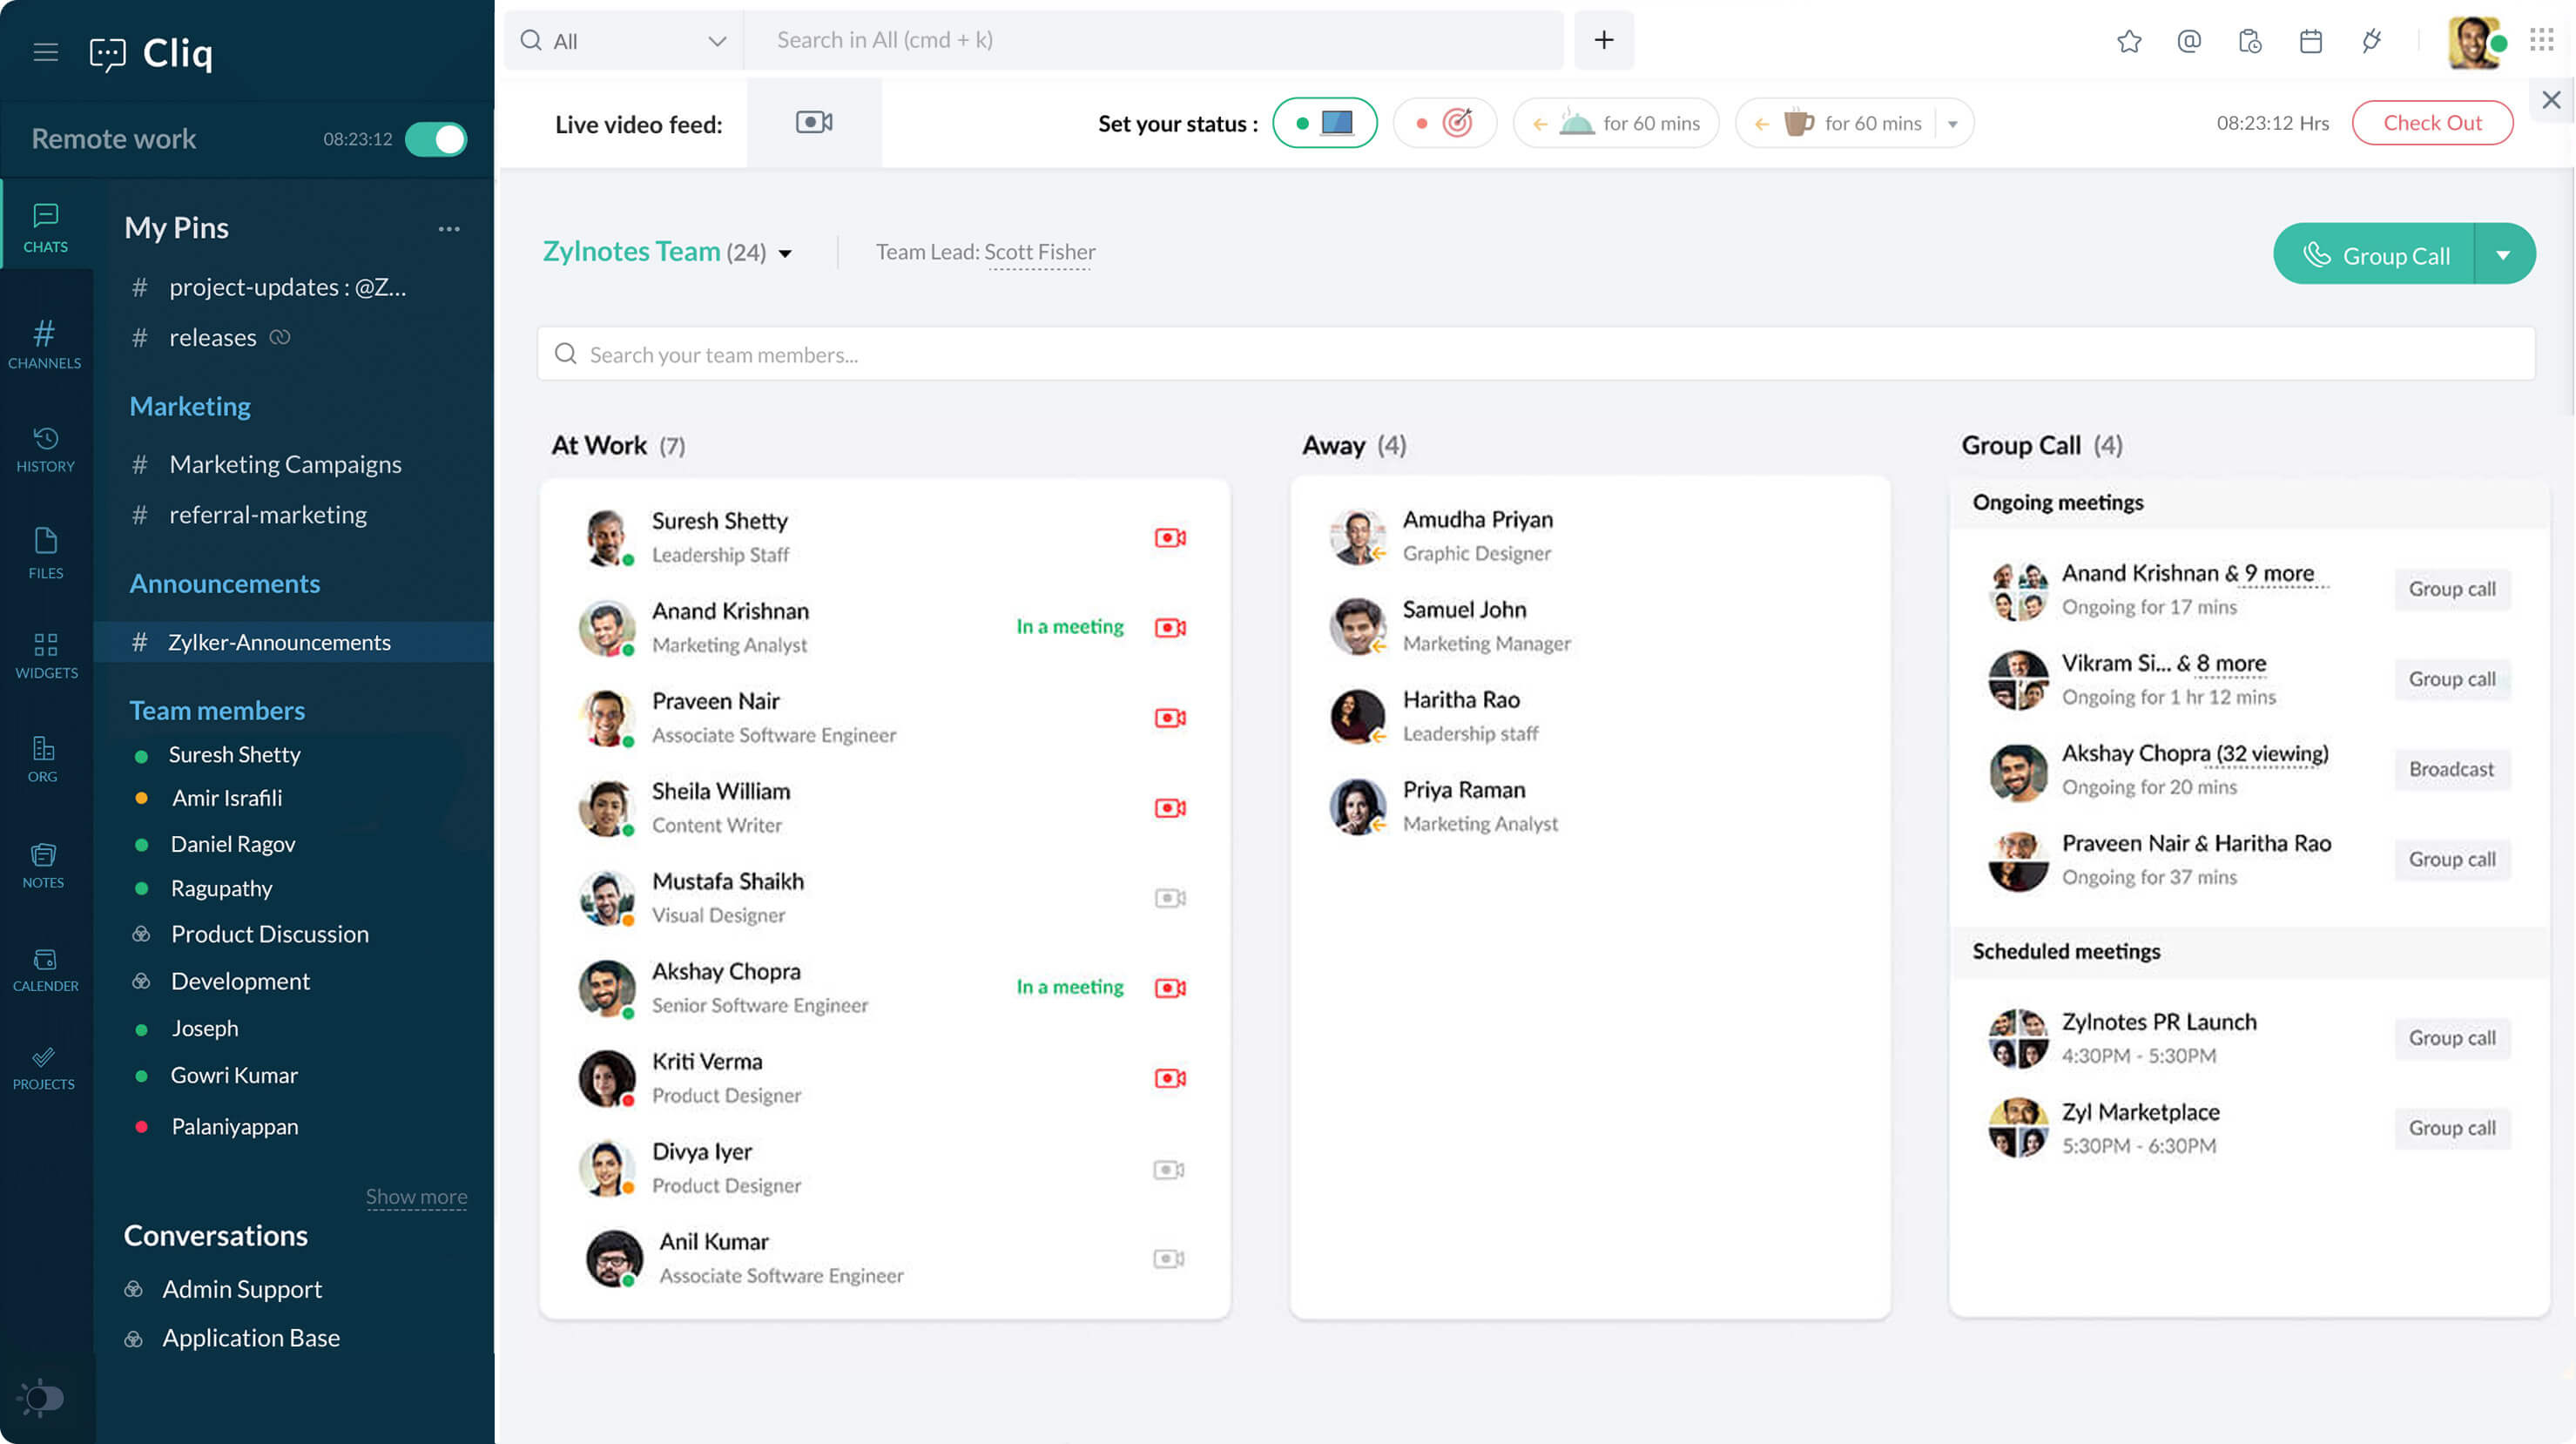 Cliq
All
Search in All (cmd + k)
Remote work
08:23:12
Live video feed:
Set your status :
for 60 mins
for 60 mins
08:23:12 Hrs
Check Out
CHATS
CHANNELS
HISTORY
FILES
WIDGETS
ORG
NOTES
CALENDER
PROJECTS
My Pins
# project-updates : @Z...
# releases
Marketing
# Marketing Campaigns
# referral-marketing
Announcements
# Zylker-Announcements
Team members
Suresh Shetty
Amir Israfili
Daniel Ragov
Ragupathy
Product Discussion
Development
Joseph
Gowri Kumar
Palaniyappan
Show more
Conversations
Admin Support
Application Base
Zylnotes Team (24)
Team Lead: Scott Fisher
Group Call
Search your team members...
At Work (7)
Suresh Shetty
Leadership Staff
Anand Krishnan
Marketing Analyst
In a meeting
Praveen Nair
Associate Software Engineer
Sheila William
Content Writer
Mustafa Shaikh
Visual Designer
Akshay Chopra
Senior Software Engineer
In a meeting
Kriti Verma
Product Designer
Divya Iyer
Product Designer
Anil Kumar
Associate Software Engineer
Away (4)
Amudha Priyan
Graphic Designer
Samuel John
Marketing Manager
Haritha Rao
Leadership staff
Priya Raman
Marketing Analyst
Group Call (4)
Ongoing meetings
Anand Krishnan & 9 more
Ongoing for 17 mins
Group call
Vikram Si... & 8 more
Ongoing for 1 hr 12 mins
Group call
Akshay Chopra (32 viewing)
Ongoing for 20 mins
Broadcast
Praveen Nair & Haritha Rao
Ongoing for 37 mins
Group call
Scheduled meetings
Zylnotes PR Launch
4:30PM - 5:30PM
Group call
Zyl Marketplace
5:30PM - 6:30PM
Group call